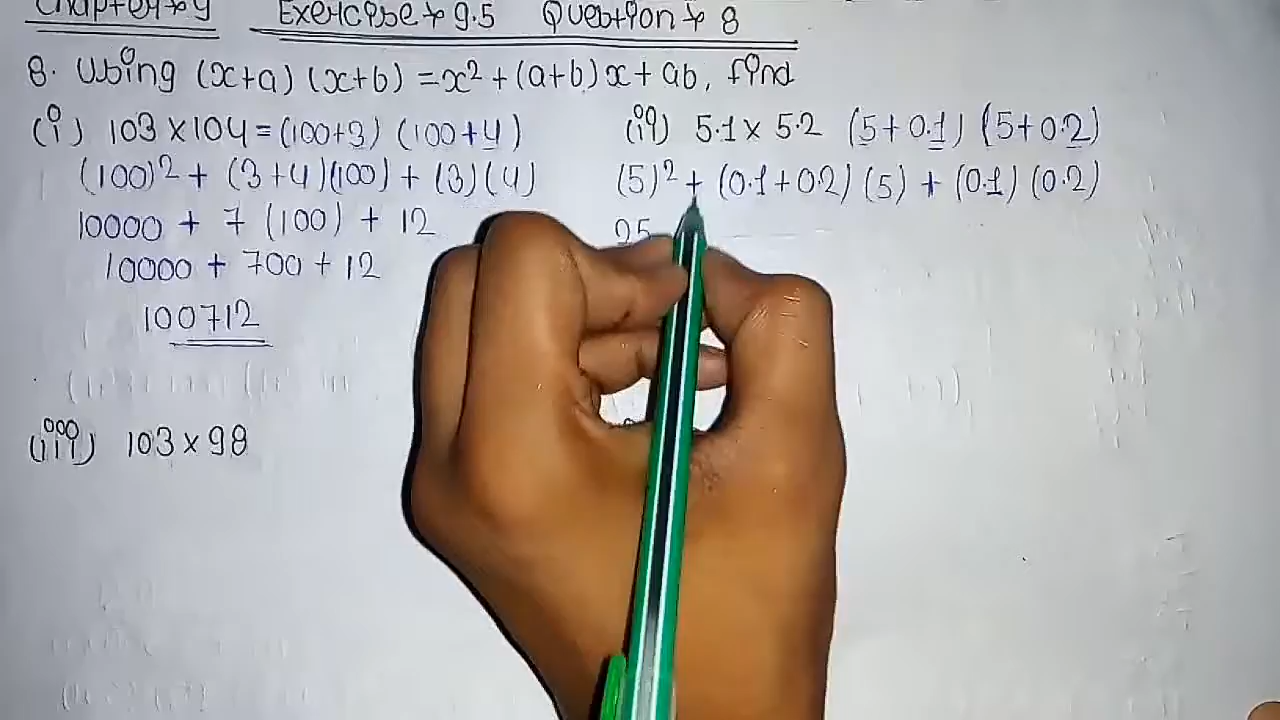 Chapter → 9 Exercise → 9.5 Question → 8
8. Using (x+a) (x+b) = x² + (a+b)x + ab, find
(i) 103 × 104 = (100+3) (100+4)
(100)² + (3+4)(100) + (3)(4)
10000 + 7 (100) + 12
10000 + 700 + 12
100712
(ii) 5.1 × 5.2 (5+0.1) (5+0.2)
(5)² + (0.1+0.2) (5) + (0.1) (0.2)
25
(iii) 103 × 98